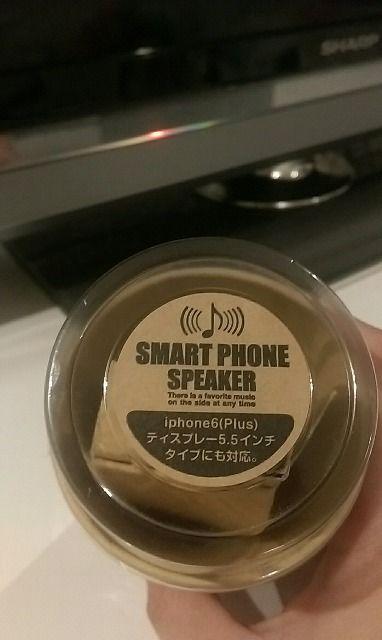 SHARP
SMART PHONE
SPEAKER
There is a favorite music
on the side at any time
iphone6(Plus)
ディスプレー5.5インチ
タイプにも対応。